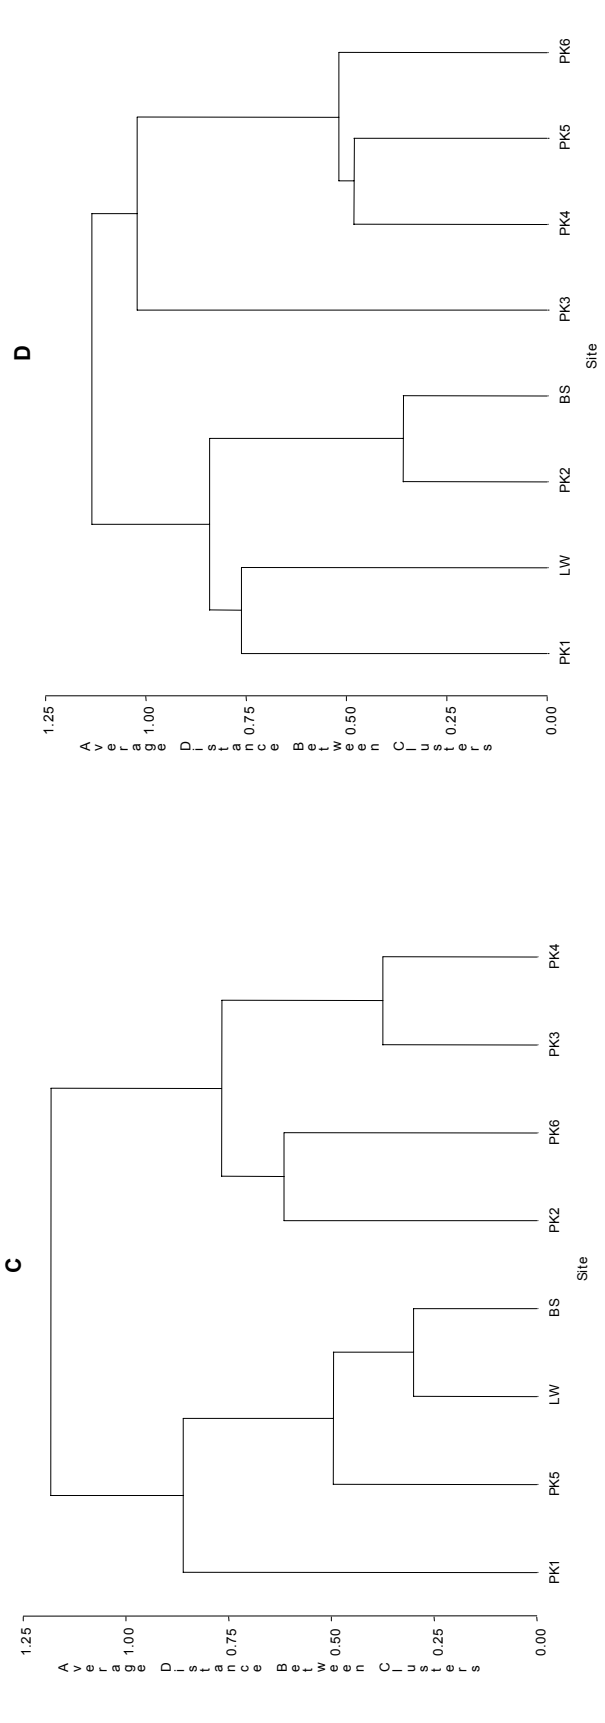 C
Average Distance Between Clusters
1.25
1.00
0.75
0.50
0.25
0.00
PK1 PK5 LW BS PK2 PK6 PK3 PK4
Site
D
Average Distance Between Clusters
1.25
1.00
0.75
0.50
0.25
0.00
PK1 LW PK2 BS PK3 PK4 PK5 PK6
Site